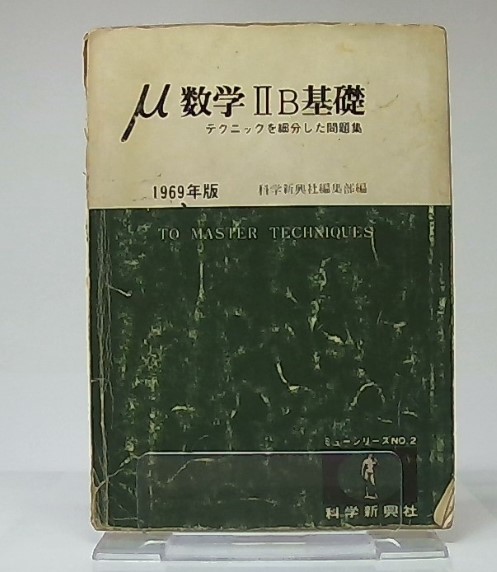 μ 数学ⅡB基礎
テクニックを細分した問題集
1969年版 科学新興社編集部編
TO MASTER TECHNIQUES
ミューシリーズNO.2
科学新興社